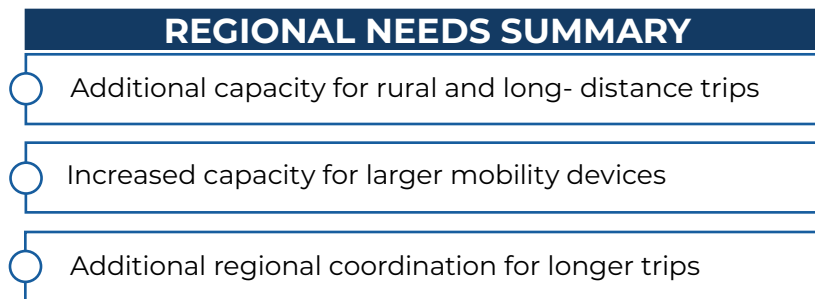 REGIONAL NEEDS SUMMARY
Additional capacity for rural and long- distance trips
Increased capacity for larger mobility devices
Additional regional coordination for longer trips